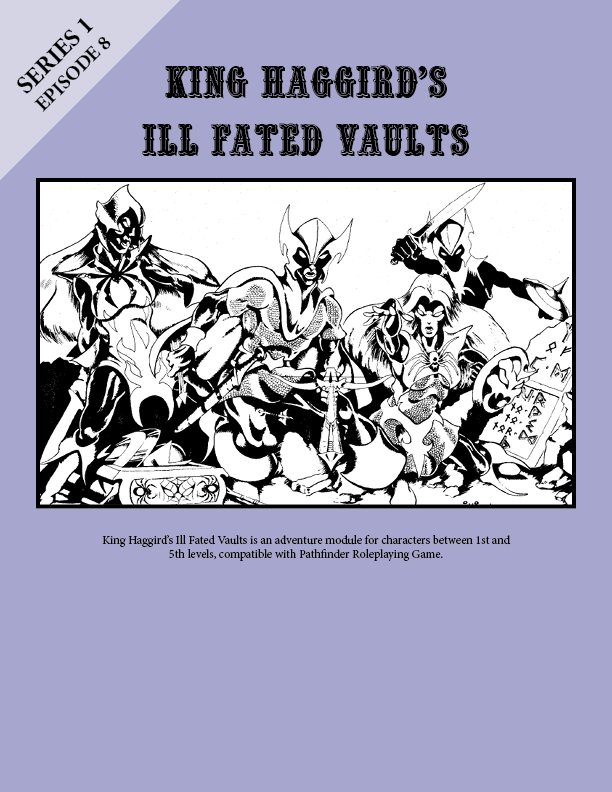 SERIES 1
EPISODE 8
KING HAGGIRD'S
ILL FATED VAULTS
King Haggird's Ill Fated Vaults is an adventure module for characters between 1st and
5th levels, compatible with Pathfinder Roleplaying Game.